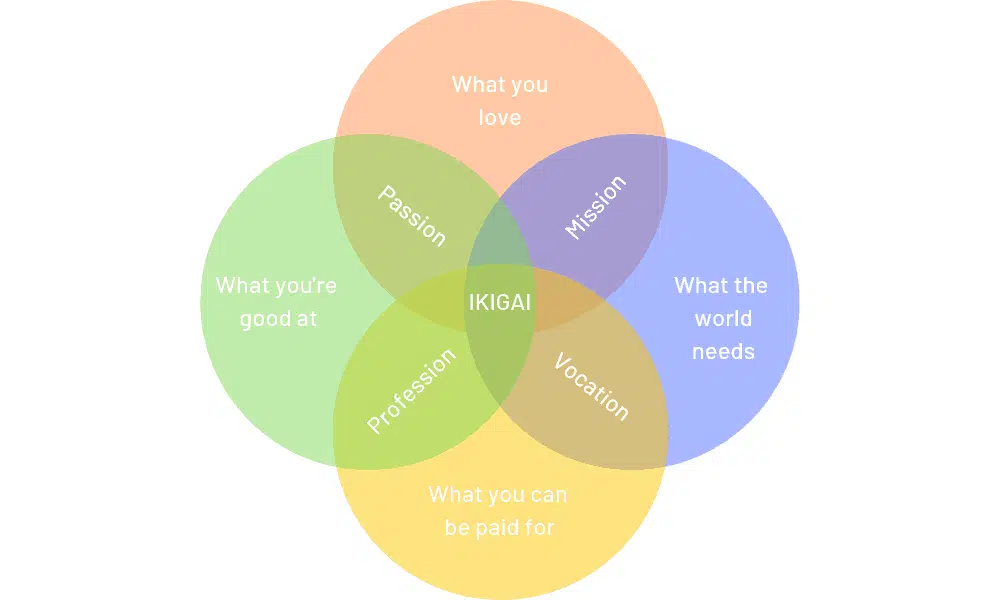 What you
love
Passion
Mission
What you're
good at
IKIGAI
What the
world
needs
Profession
Vocation
What you can
be paid for